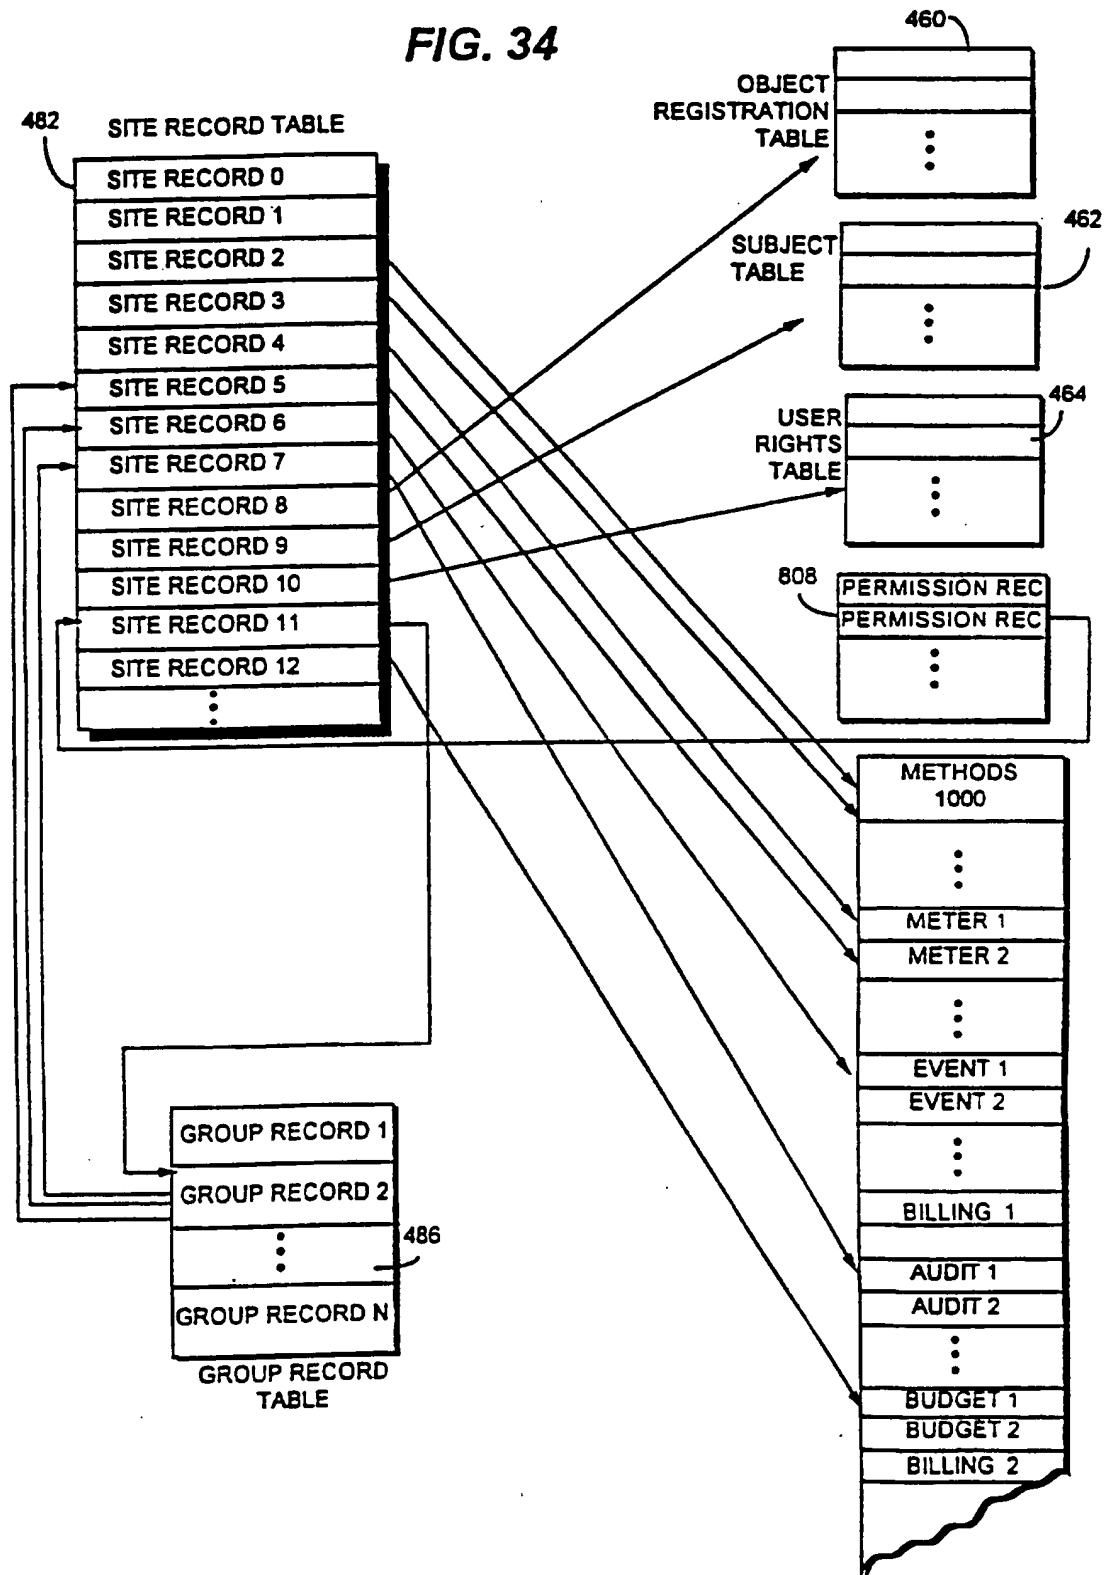 FIG. 34
482
SITE RECORD TABLE
SITE RECORD 0
SITE RECORD 1
SITE RECORD 2
SITE RECORD 3
SITE RECORD 4
SITE RECORD 5
SITE RECORD 6
SITE RECORD 7
SITE RECORD 8
SITE RECORD 9
SITE RECORD 10
SITE RECORD 11
SITE RECORD 12
460
OBJECT
REGISTRATION
TABLE
462
SUBJECT
TABLE
464
USER
RIGHTS
TABLE
808
PERMISSION REC
PERMISSION REC
METHODS
1000
METER 1
METER 2
EVENT 1
EVENT 2
BILLING 1
AUDIT 1
AUDIT 2
BUDGET 1
BUDGET 2
BILLING 2
GROUP RECORD 1
GROUP RECORD 2
486
GROUP RECORD N
GROUP RECORD
TABLE